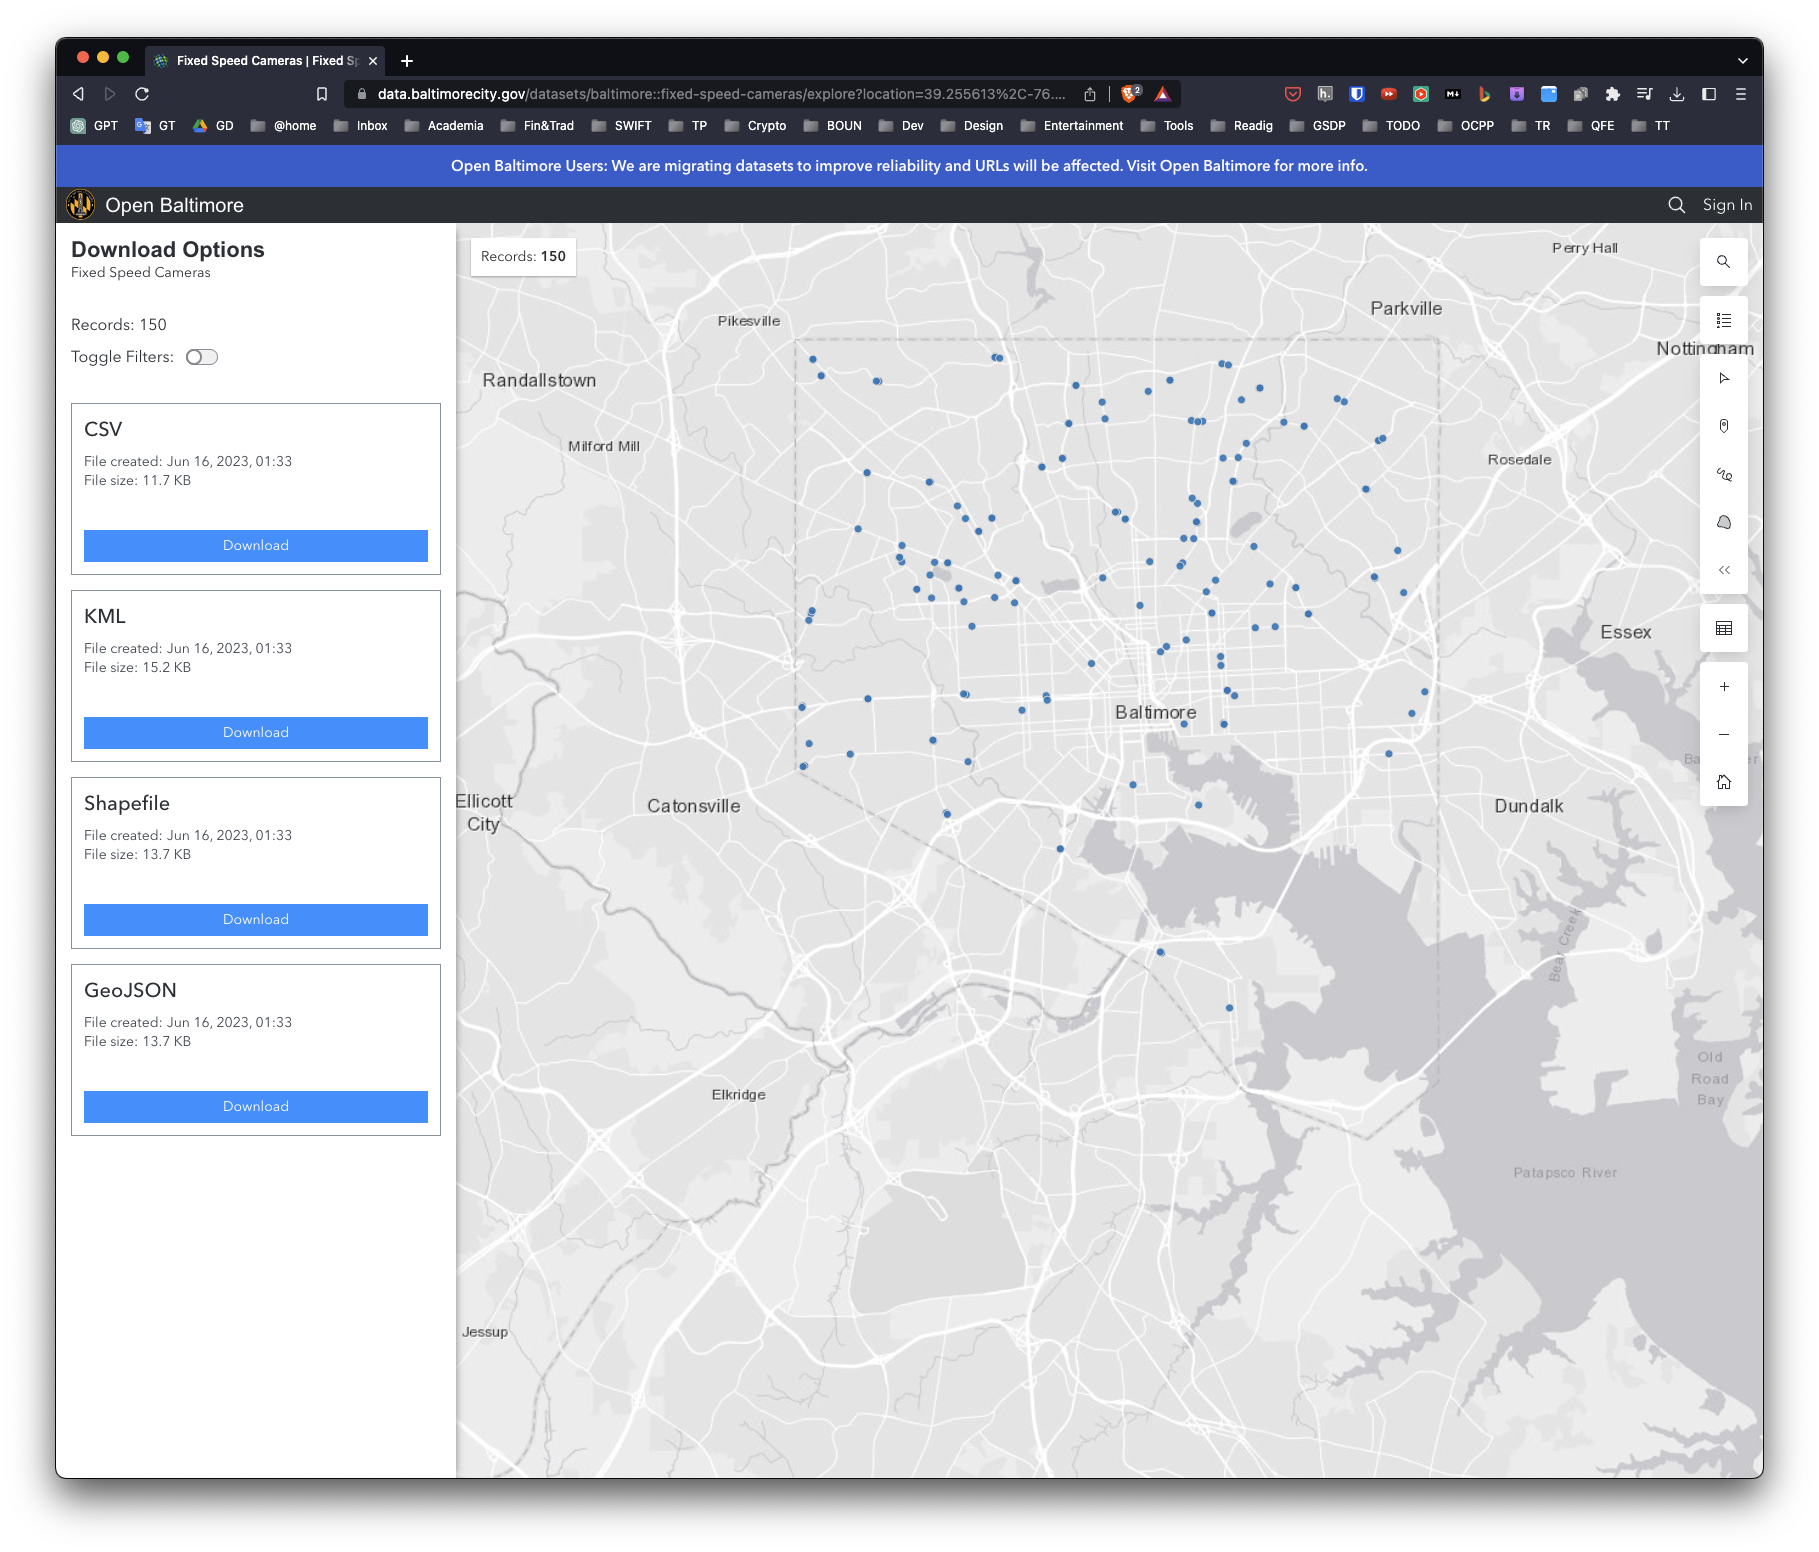 Fixed Speed Cameras | Fixed Sp
data.baltimorecity.gov/datasets/baltimore::fixed-speed-cameras/explore?location=39.255613%2C-76....
2
GPT GT GD @home Inbox Academia Fin&Trad SWIFT TP Crypto BOUN Dev Design Entertainment Tools Readig GSDP TODO OCPP TR QFE TT
Open Baltimore Users: We are migrating datasets to improve reliability and URLs will be affected. Visit Open Baltimore for more info.
Open Baltimore
Sign In
Download Options
Fixed Speed Cameras
Records: 150
Toggle Filters:
CSV
File created: Jun 16, 2023, 01:33
File size: 11.7 KB
Download
KML
File created: Jun 16, 2023, 01:33
File size: 15.2 KB
Download
Shapefile
File created: Jun 16, 2023, 01:33
File size: 13.7 KB
Download
GeoJSON
File created: Jun 16, 2023, 01:33
File size: 13.7 KB
Download
Records: 150
Perry Hall
Parkville
Pikesville
Nottingham
Randallstown
Milford Mill
Rosedale
Essex
Baltimore
Ellicott
City
Catonsville
Dundalk
Bear Creek
Old
Road
Bay
Elkridge
Patapsco River
Jessup